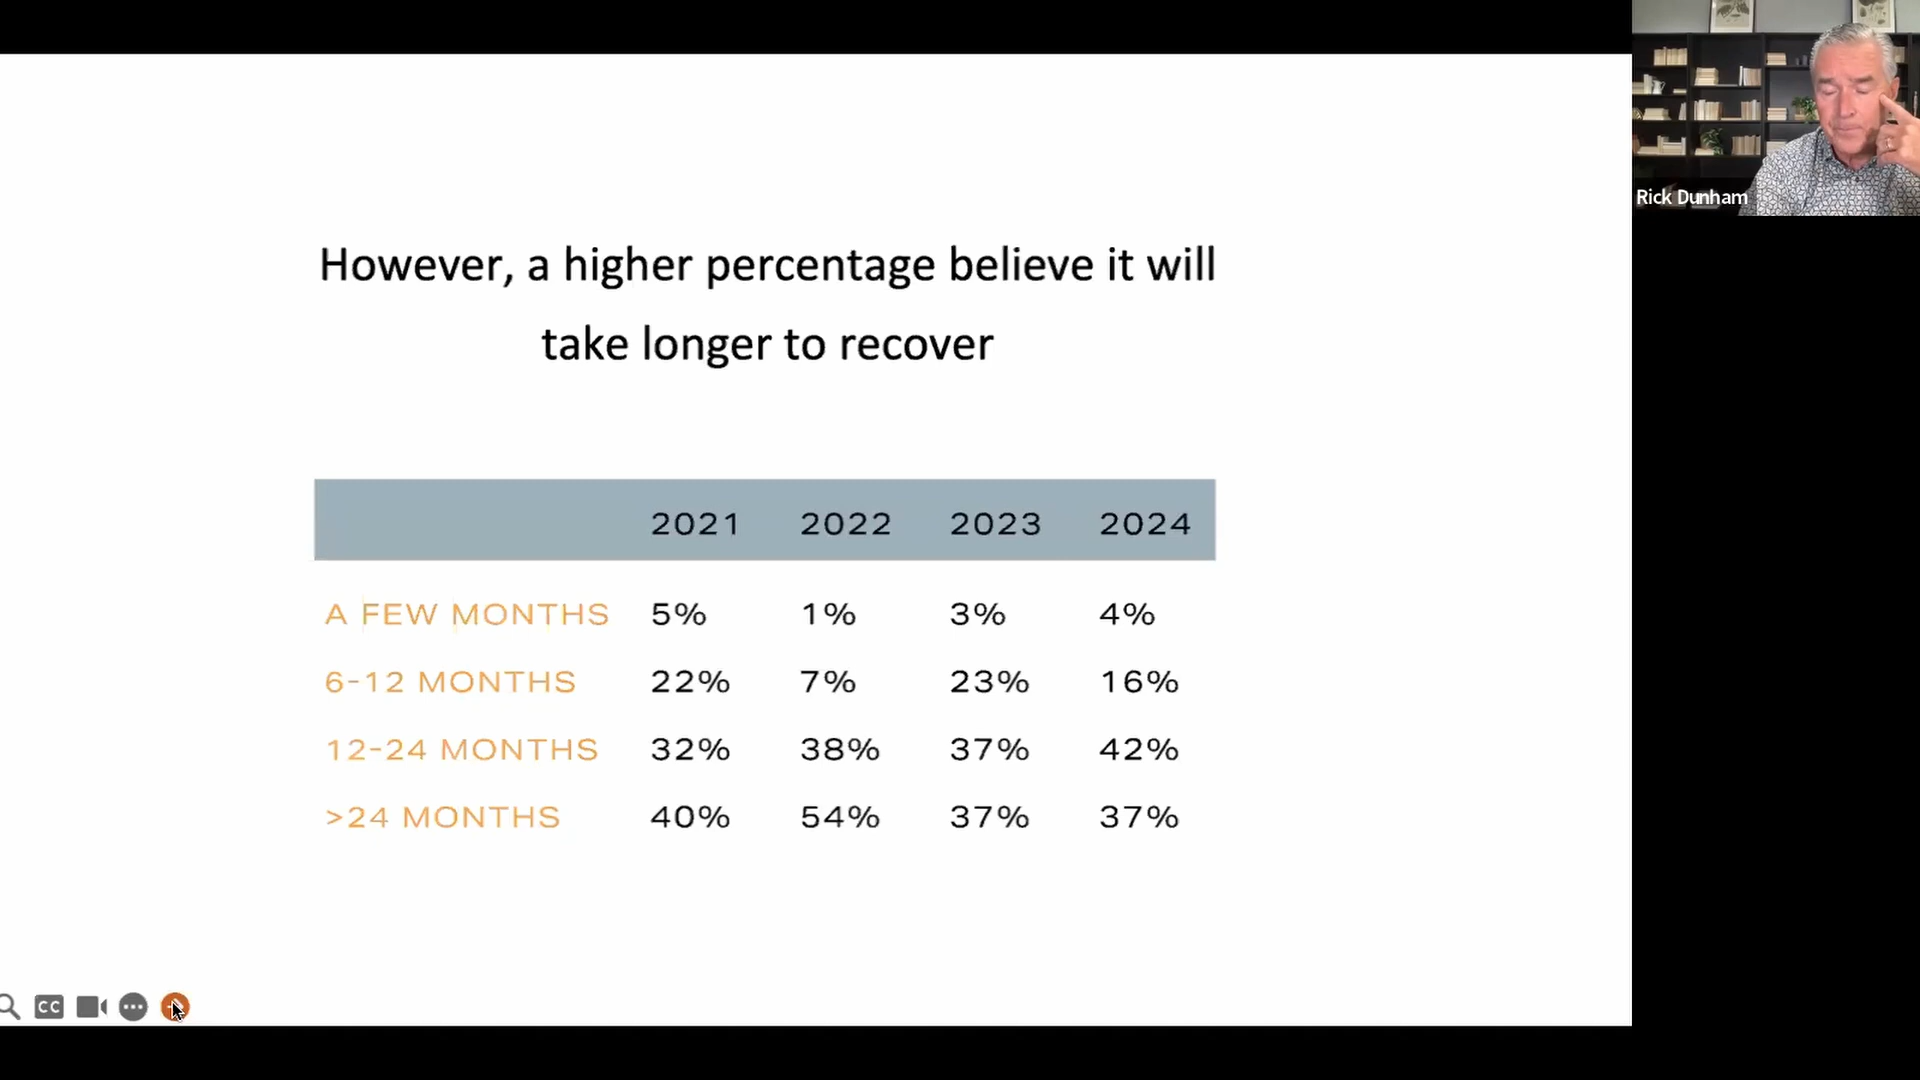 However, a higher percentage believe it will
take longer to recover
2021 2022 2023 2024
A FEW MONTHS 5% 1% 3% 4%
6-12 MONTHS 22% 7% 23% 16%
12-24 MONTHS 32% 38% 37% 42%
>24 MONTHS 40% 54% 37% 37%
CC
Rick Dunham